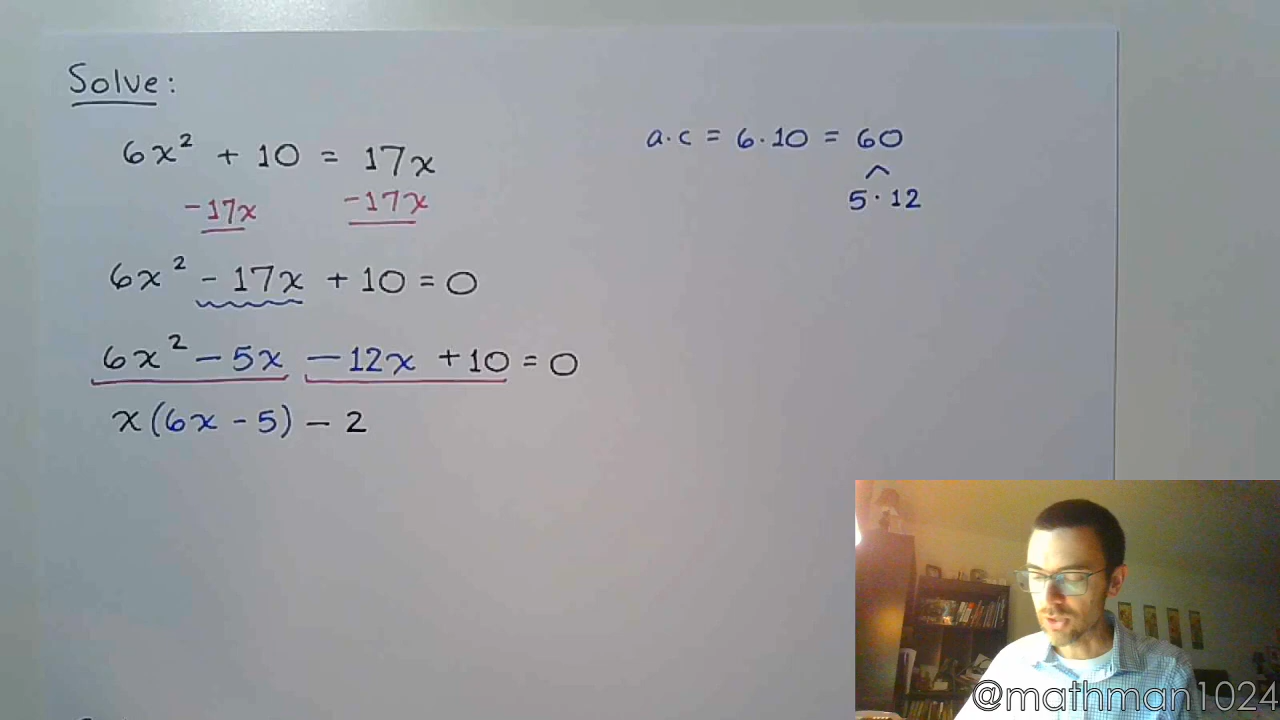 Solve:
6x² + 10 = 17x
-17x -17x
6x² - 17x + 10 = 0
6x² - 5x - 12x + 10 = 0
x(6x - 5) - 2
a·c = 6·10 = 60
5·12
@mathman1024